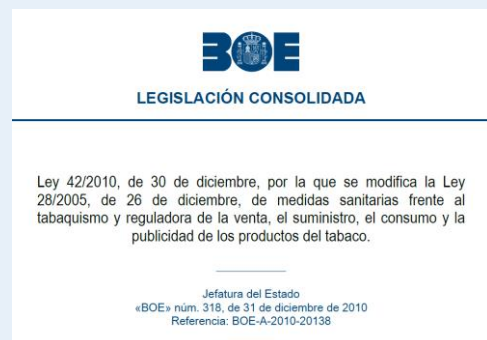 BOE
LEGISLACIÓN CONSOLIDADA
Ley 42/2010, de 30 de diciembre, por la que se modifica la Ley
28/2005, de 26 de diciembre, de medidas sanitarias frente al
tabaquismo y reguladora de la venta, el suministro, el consumo y la
publicidad de los productos del tabaco.
Jefatura del Estado
«BOE» núm. 318, de 31 de diciembre de 2010
Referencia: BOE-A-2010-20138